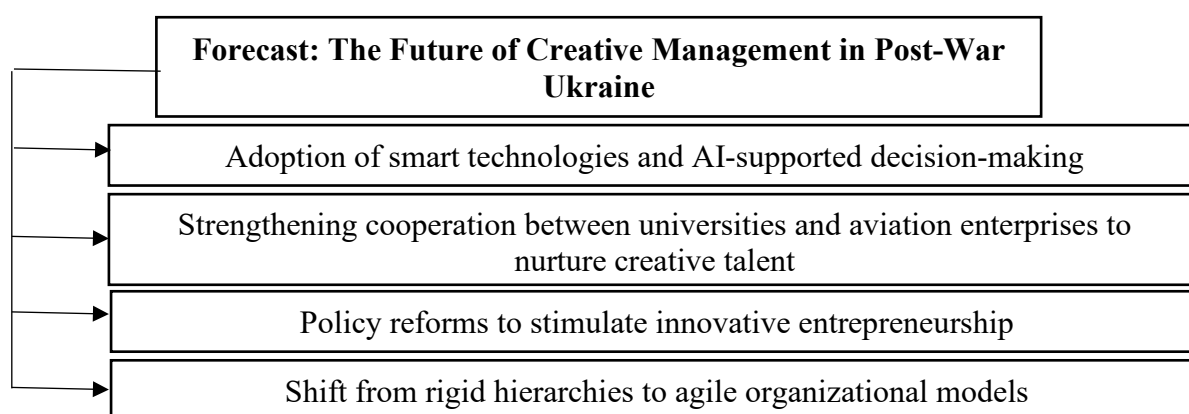 Forecast: The Future of Creative Management in Post-War
Ukraine
Adoption of smart technologies and AI-supported decision-making
Strengthening cooperation between universities and aviation enterprises to
nurture creative talent
Policy reforms to stimulate innovative entrepreneurship
Shift from rigid hierarchies to agile organizational models